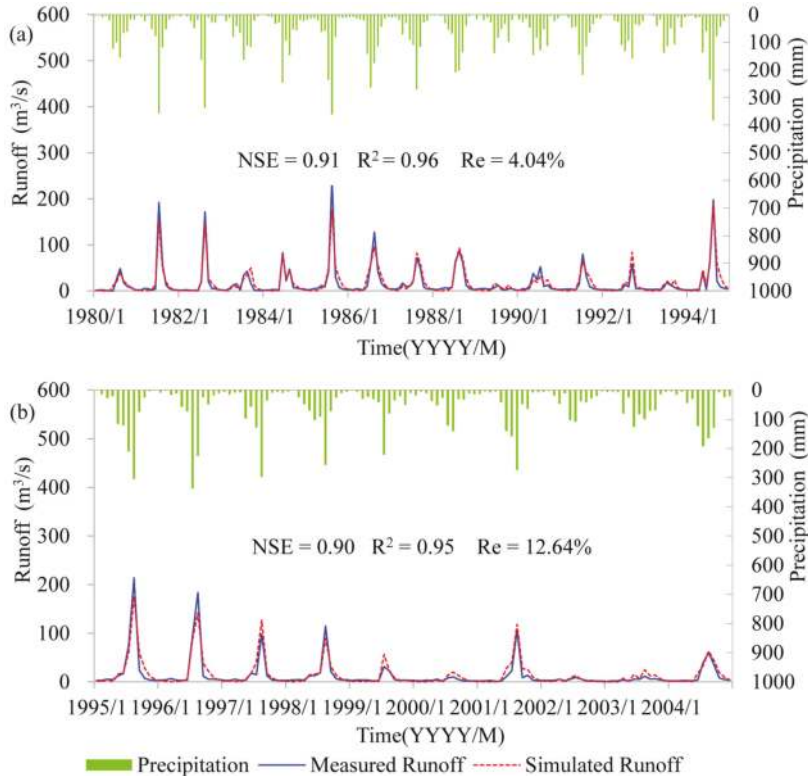 (a)
600
500
400
300
200
100
0
Runoff (m³/s)
0
100
200
300
400
500
600
700
800
900
1000
Precipitation (mm)
NSE = 0.91 R² = 0.96 Re = 4.04%
1980/1 1982/1 1984/1 1986/1 1988/1 1990/1 1992/1 1994/1
Time(YYYY/M)
(b)
600
500
400
300
200
100
0
Runoff (m³/s)
0
100
200
300
400
500
600
700
800
900
1000
Precipitation (mm)
NSE = 0.90 R² = 0.95 Re = 12.64%
1995/1 1996/1 1997/1 1998/1 1999/1 2000/1 2001/1 2002/1 2003/1 2004/1
Time(YYYY/M)
Precipitation Measured Runoff Simulated Runoff